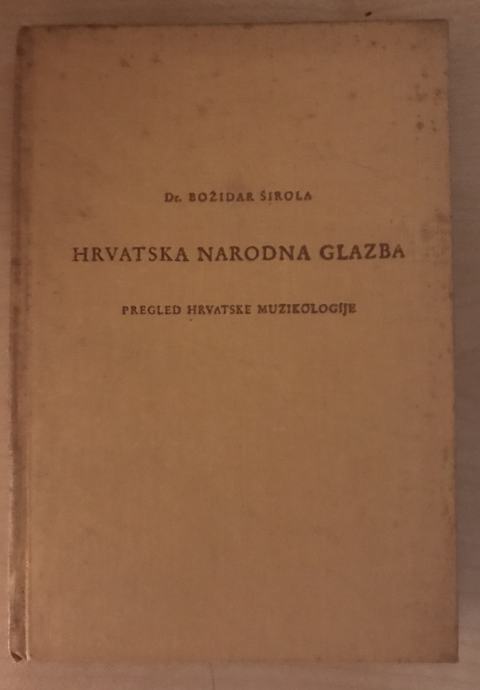 Dr. BOŽIDAR ŠIROLA
HRVATSKA NARODNA GLAZBA
PREGLED HRVATSKE MUZIKOLOGIJE